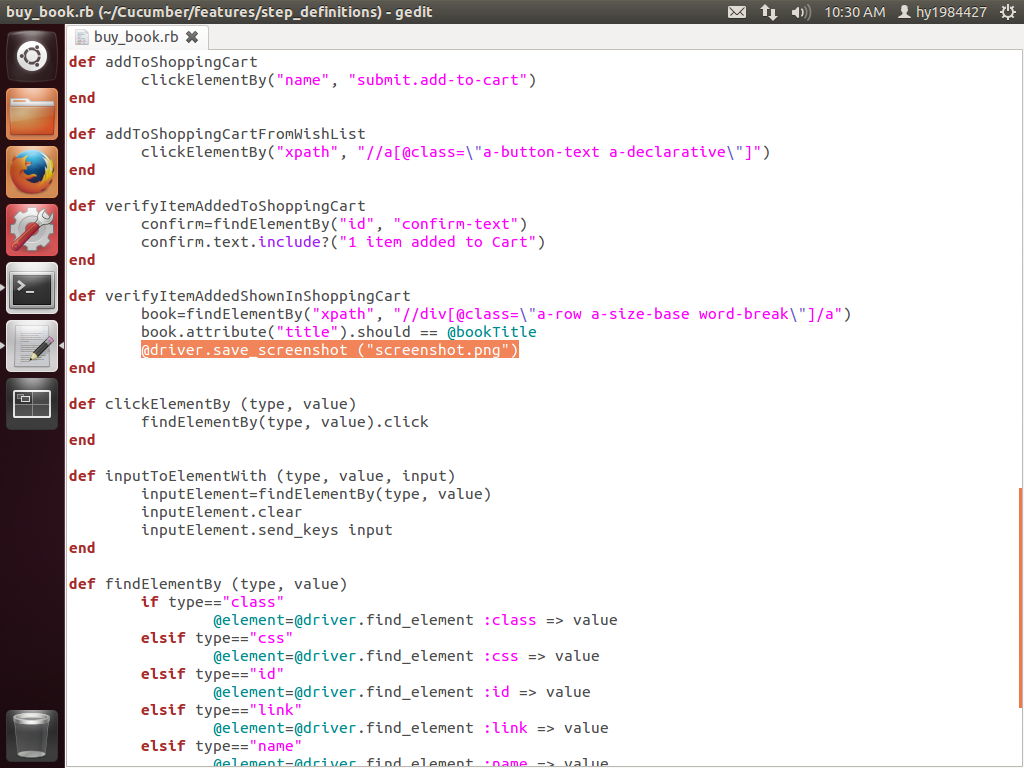 buy_book.rb (~/Cucumber/features/step_definitions) - gedit
10:30 AM hy1984427
buy_book.rb
def addToShoppingCart
clickElementBy("name", "submit.add-to-cart")
end
def addToShoppingCartFromWishList
clickElementBy("xpath", "//a[@class=\"a-button-text a-declarative\"]")
end
def verifyItemAddedToShoppingCart
confirm=findElementBy("id", "confirm-text")
confirm.text.include?("1 item added to Cart")
end
def verifyItemAddedShownInShoppingCart
book=findElementBy("xpath", "//div[@class=\"a-row a-size-base word-break\"]/a")
book.attribute("title").should == @bookTitle
@driver.save_screenshot ("screenshot.png")
end
def clickElementBy (type, value)
findElementBy(type, value).click
end
def inputToElementWith (type, value, input)
inputElement=findElementBy(type, value)
inputElement.clear
inputElement.send_keys input
end
def findElementBy (type, value)
if type=="class"
@element=@driver.find_element :class => value
elsif type=="css"
@element=@driver.find_element :css => value
elsif type=="id"
@element=@driver.find_element :id => value
elsif type=="link"
@element=@driver.find_element :link => value
elsif type=="name"
@element=@driver.find_element :name => value